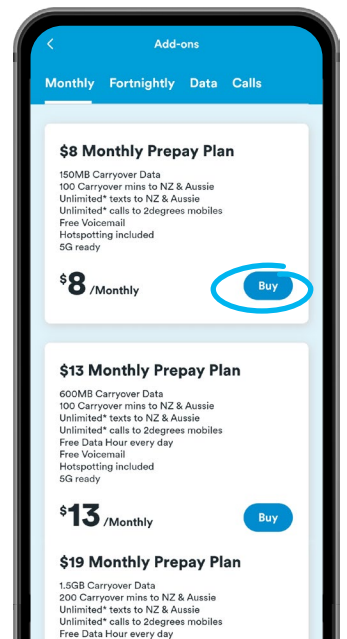 Add-ons
Monthly Fortnightly Data Calls
$8 Monthly Prepay Plan
150MB Carryover Data
100 Carryover mins to NZ & Aussie
Unlimited* texts to NZ & Aussie
Unlimited* calls to 2degrees mobiles
Free Voicemail
Hotspotting included
5G ready
$8 /Monthly Buy
$13 Monthly Prepay Plan
600MB Carryover Data
100 Carryover mins to NZ & Aussie
Unlimited* texts to NZ & Aussie
Unlimited* calls to 2degrees mobiles
Free Data Hour every day
Free Voicemail
Hotspotting included
5G ready
$13 /Monthly Buy
$19 Monthly Prepay Plan
1.5GB Carryover Data
200 Carryover mins to NZ & Aussie
Unlimited* texts to NZ & Aussie
Unlimited* calls to 2degrees mobiles
Free Data Hour every day